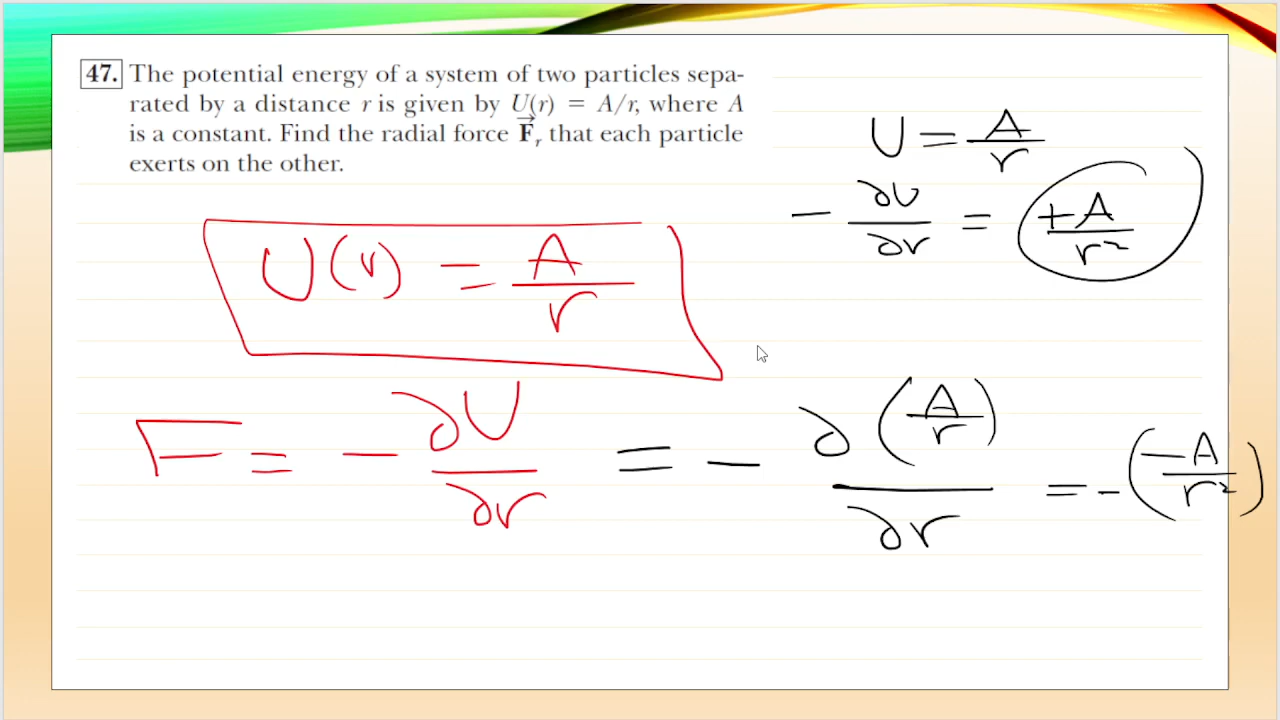 47. The potential energy of a system of two particles sepa-
rated by a distance r is given by U(r) = A/r, where A
is a constant. Find the radial force F⃗r that each particle
exerts on the other.
U = A/r
- ∂U/∂r = +A/r²
U(r) = A/r
F = - ∂U/∂r = - ∂(A/r)/∂r = -(-A/r²)